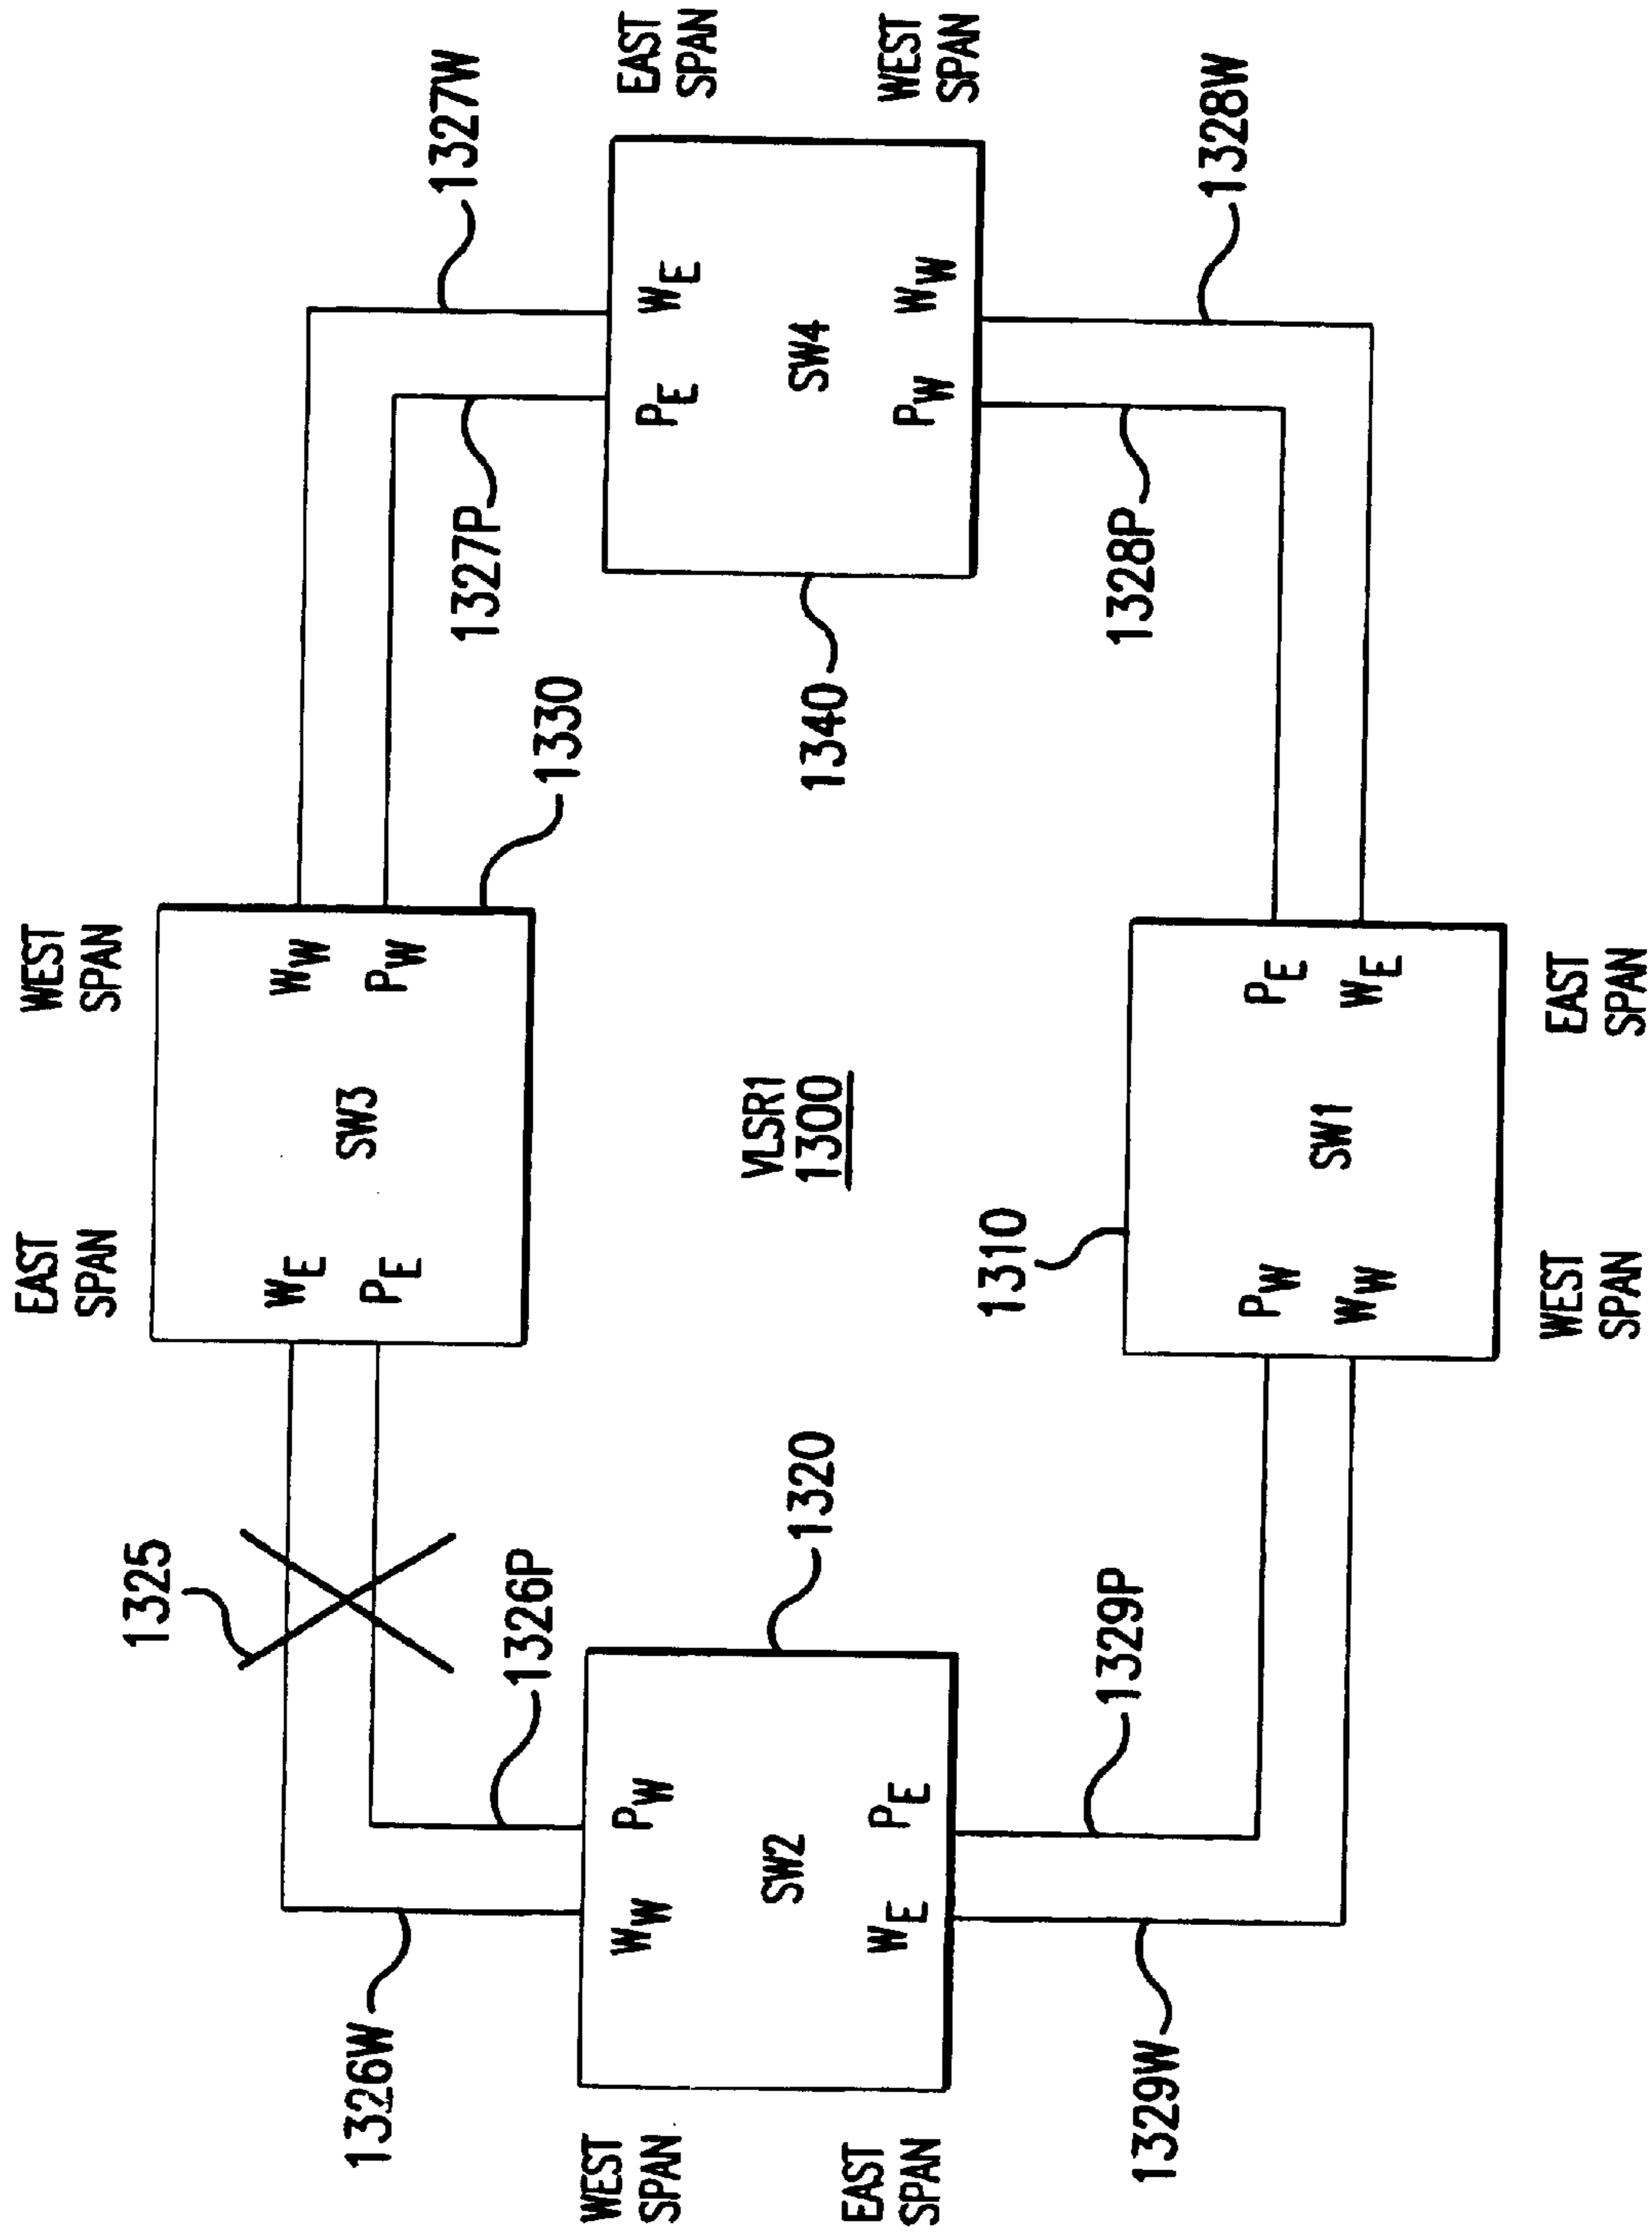 WEST
SPAN
EAST
SPAN
1326W
1329W
W_W
P_W
SW2
W_E
P_E
1326P
1320
1329P
1325
EAST
SPAN
WEST
SPAN
W_E
P_E
SW3
W_W
P_W
1330
VLSR1
1300
1310
P_W
W_W
SW1
P_E
W_E
WEST
SPAN
EAST
SPAN
1327P
1340
1328P
P_E
W_E
SW4
P_W
W_W
1327W
1328W
EAST
SPAN
WEST
SPAN